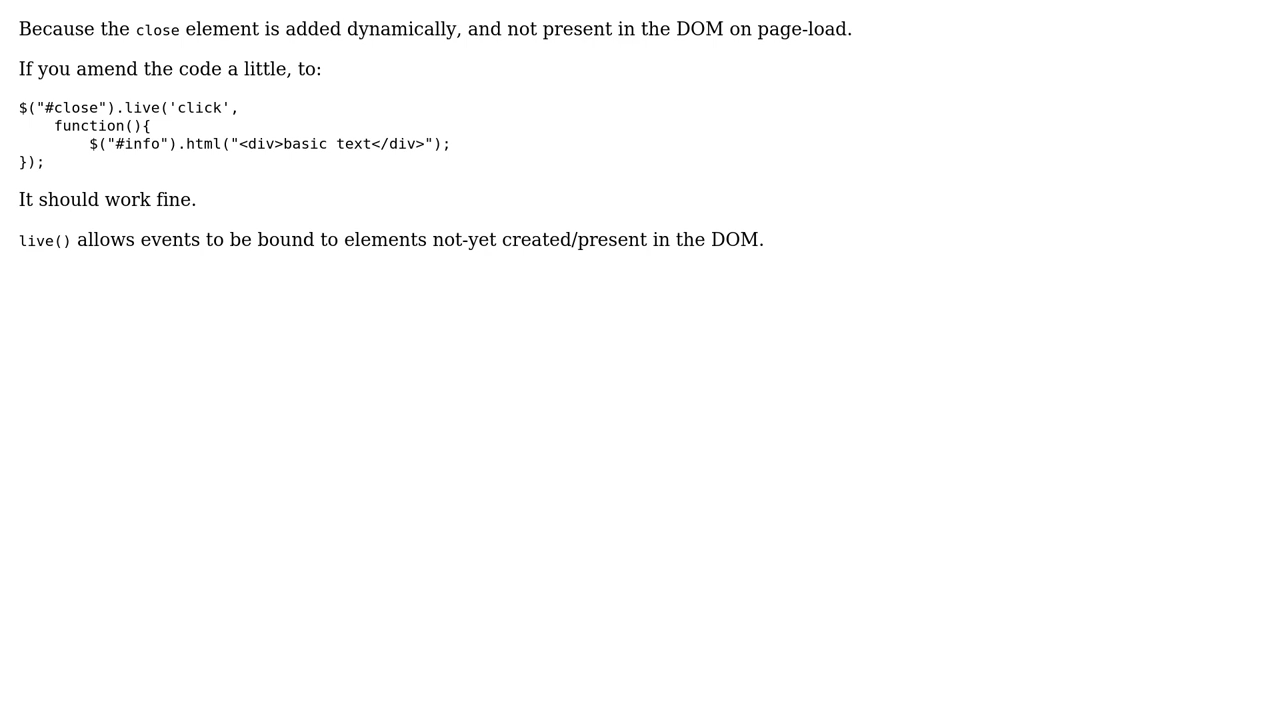 Because the close element is added dynamically, and not present in the DOM on page-load.
If you amend the code a little, to:
$("#close").live('click',
    function(){
        $("#info").html("<div>basic text</div>");
});
It should work fine.
live() allows events to be bound to elements not-yet created/present in the DOM.